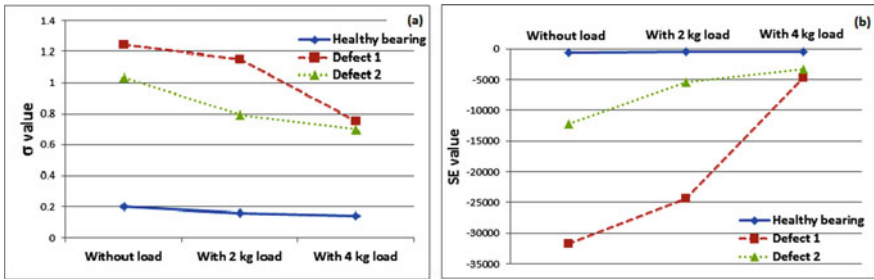 (a)
1.4
1.2
1
0.8
0.6
0.4
0.2
0
σ value
Healthy bearing
Defect 1
Defect 2
Without load
With 2 kg load
With 4 kg load
(b)
Without load
With 2 kg load
With 4 kg load
0
-5000
-10000
-15000
-20000
-25000
-30000
-35000
SE value
Healthy bearing
Defect 1
Defect 2